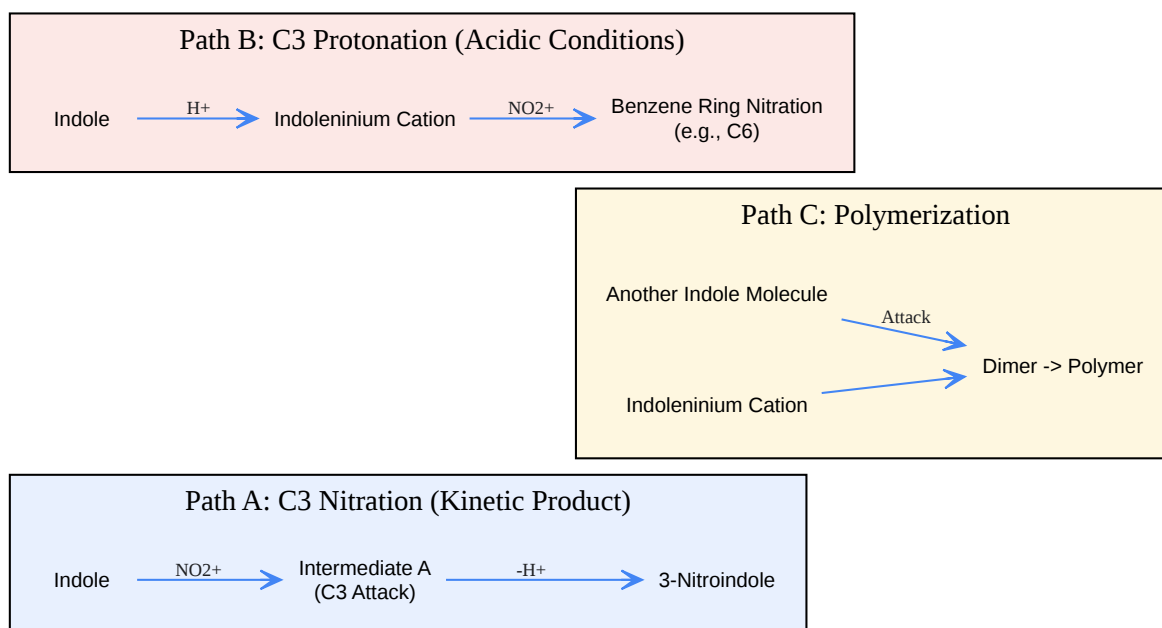 Path B: C3 Protonation (Acidic Conditions)
Indole
H+
Indoleninium Cation
NO2+
Benzene Ring Nitration
(e.g., C6)
Path C: Polymerization
Another Indole Molecule
Attack
Dimer -> Polymer
Indoleninium Cation
Path A: C3 Nitration (Kinetic Product)
Indole
NO2+
Intermediate A
(C3 Attack)
-H+
3-Nitroindole